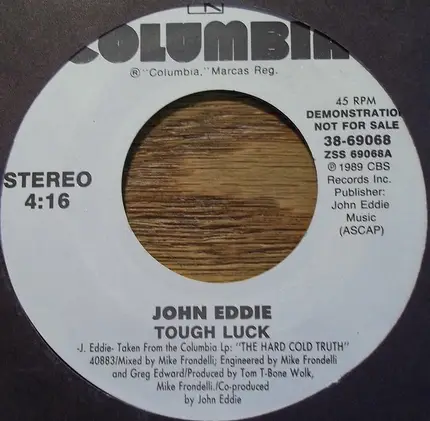 COLUMBIA
® "Columbia," Marcas Reg.
45 RPM
DEMONSTRATION
NOT FOR SALE
38-69068
ZSS 69068A
℗ 1989 CBS
Records Inc.
Publisher:
John Eddie
Music
(ASCAP)
STEREO
4:16
JOHN EDDIE
TOUGH LUCK
-J. Eddie- Taken From the Columbia Lp: "THE HARD COLD TRUTH"
40883/Mixed by Mike Frondelli; Engineered by Mike Frondelli
and Greg Edward/Produced by Tom T-Bone Wolk,
Mike Frondelli./Co-produced
by John Eddie